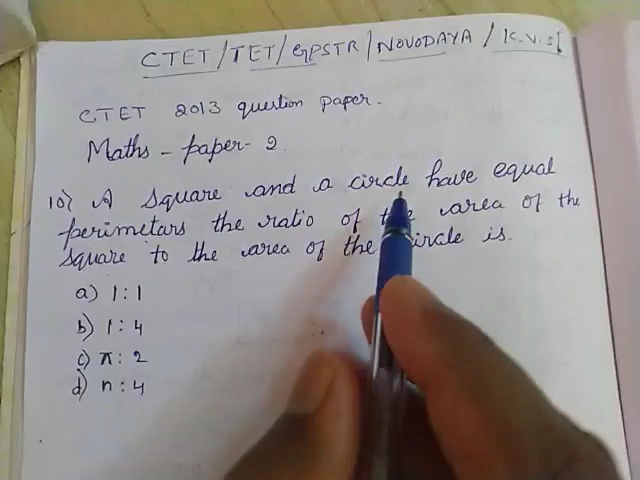 CTET/TET/GPSTR/NOVODAYA/K.V.S
CTET 2013 question paper.
Maths - paper- 2.
10) A square and a circle have equal
perimetars the ratio of the area of the
square to the area of the circle is.
a) 1:1
b) 1:4
c) π:2
d) n:4